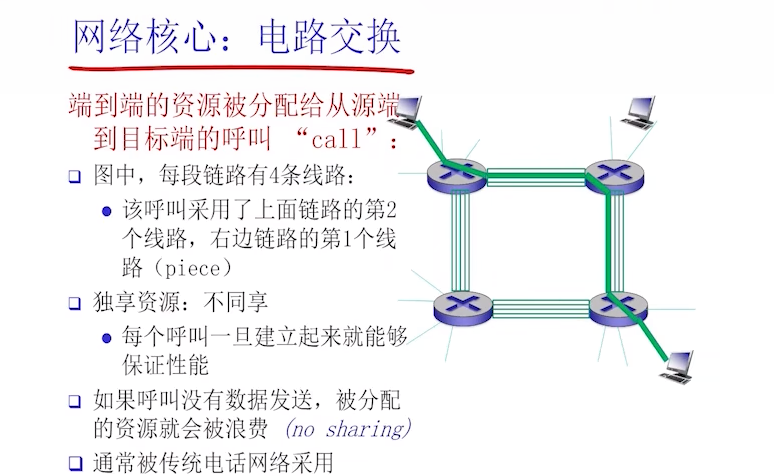 网络核心：电路交换
端到端的资源被分配给从源端
到目标端的呼叫 “call”：
图中，每段链路有4条线路：
该呼叫采用了上面链路的第2
个线路，右边链路的第1个线
路（piece）
独享资源：不同享
每个呼叫一旦建立起来就能够
保证性能
如果呼叫没有数据发送，被分配
的资源就会被浪费 (no sharing)
通常被传统电话网络采用